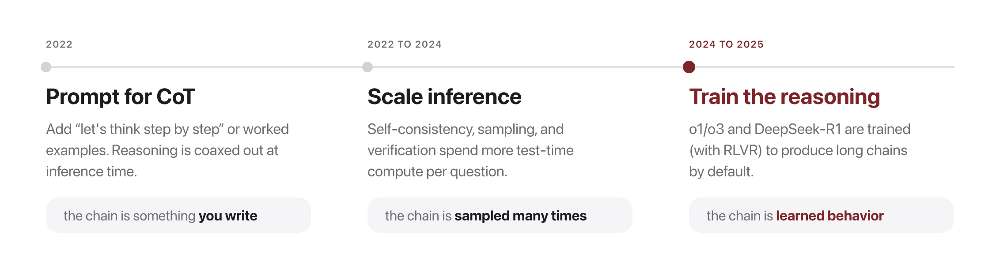 2022
Prompt for CoT
Add “let's think step by step” or worked
examples. Reasoning is coaxed out at
inference time.
the chain is something you write
2022 TO 2024
Scale inference
Self-consistency, sampling, and
verification spend more test-time
compute per question.
the chain is sampled many times
2024 TO 2025
Train the reasoning
o1/o3 and DeepSeek-R1 are trained
(with RLVR) to produce long chains
by default.
the chain is learned behavior